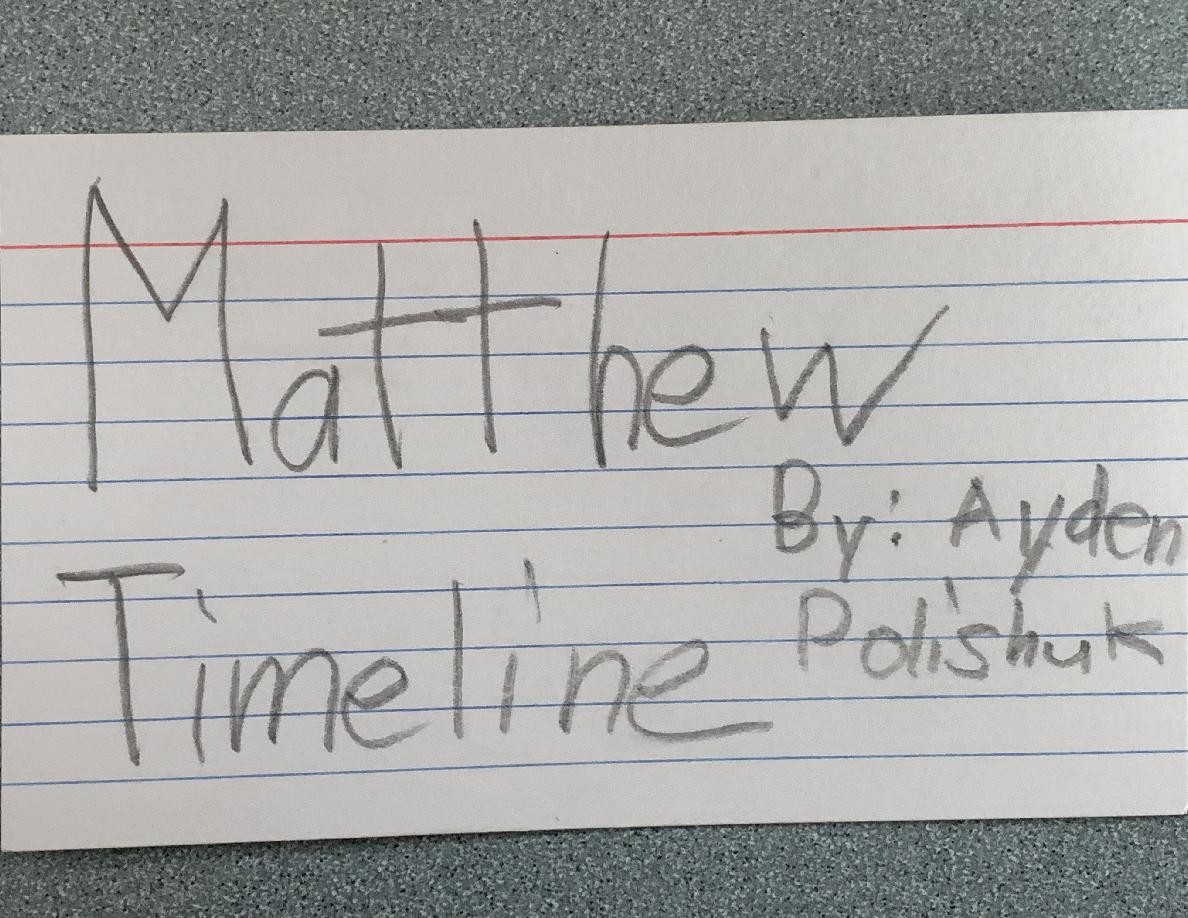 Matthew
By: Ayden
Polishuk
Timeline